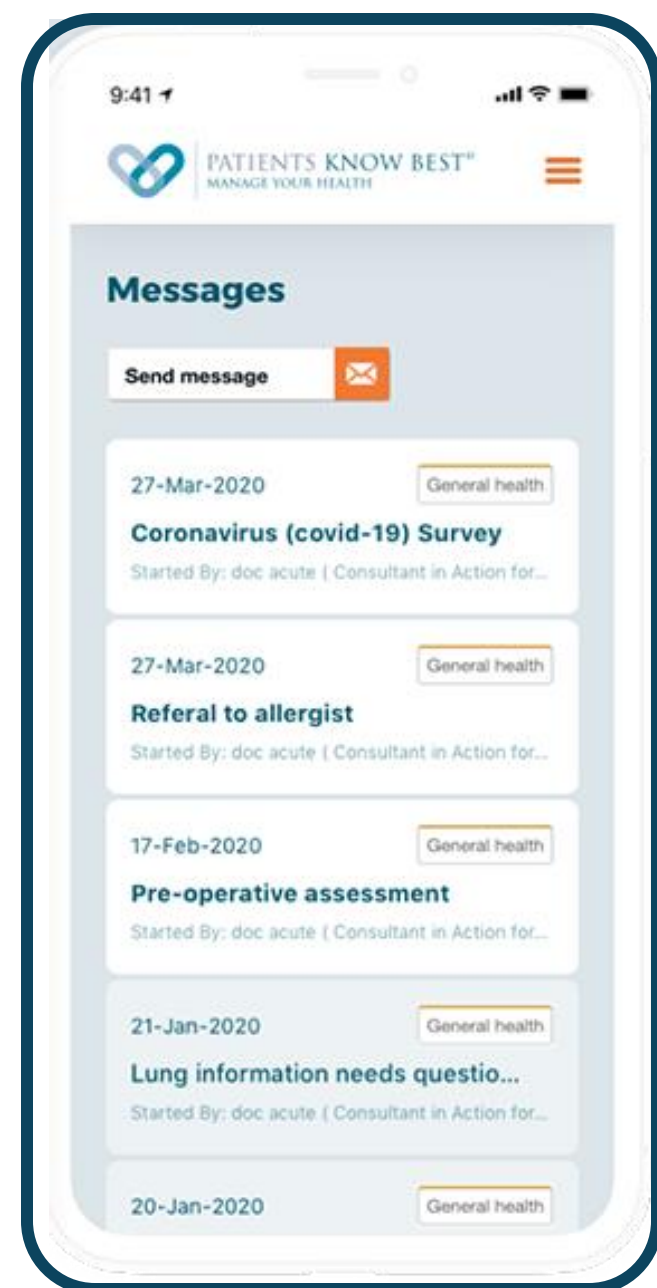 9:41
PATIENTS KNOW BEST®
MANAGE YOUR HEALTH
Messages
Send message
27-Mar-2020
General health
Coronavirus (covid-19) Survey
Started By: doc acute ( Consultant in Action for...
27-Mar-2020
General health
Referal to allergist
Started By: doc acute ( Consultant in Action for...
17-Feb-2020
General health
Pre-operative assessment
Started By: doc acute ( Consultant in Action for...
21-Jan-2020
General health
Lung information needs questio...
Started By: doc acute ( Consultant in Action for...
20-Jan-2020
General health